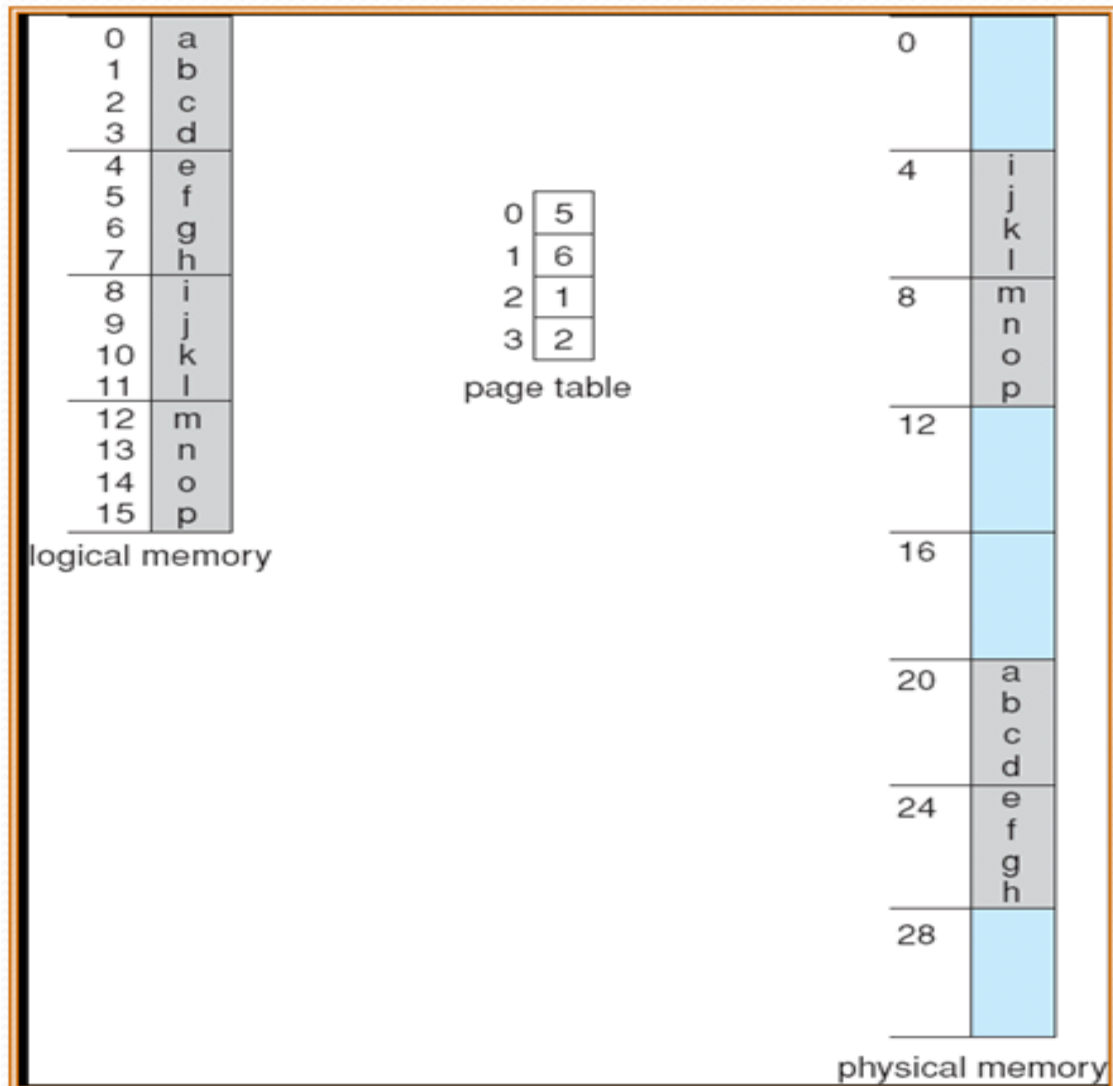 0 a
1 b
2 c
3 d
4 e
5 f
6 g
7 h
8 i
9 j
10 k
11 l
12 m
13 n
14 o
15 p
logical memory
0 5
1 6
2 1
3 2
page table
0
4 i
j
k
l
8 m
n
o
p
12
16
20 a
b
c
d
24 e
f
g
h
28
physical memory